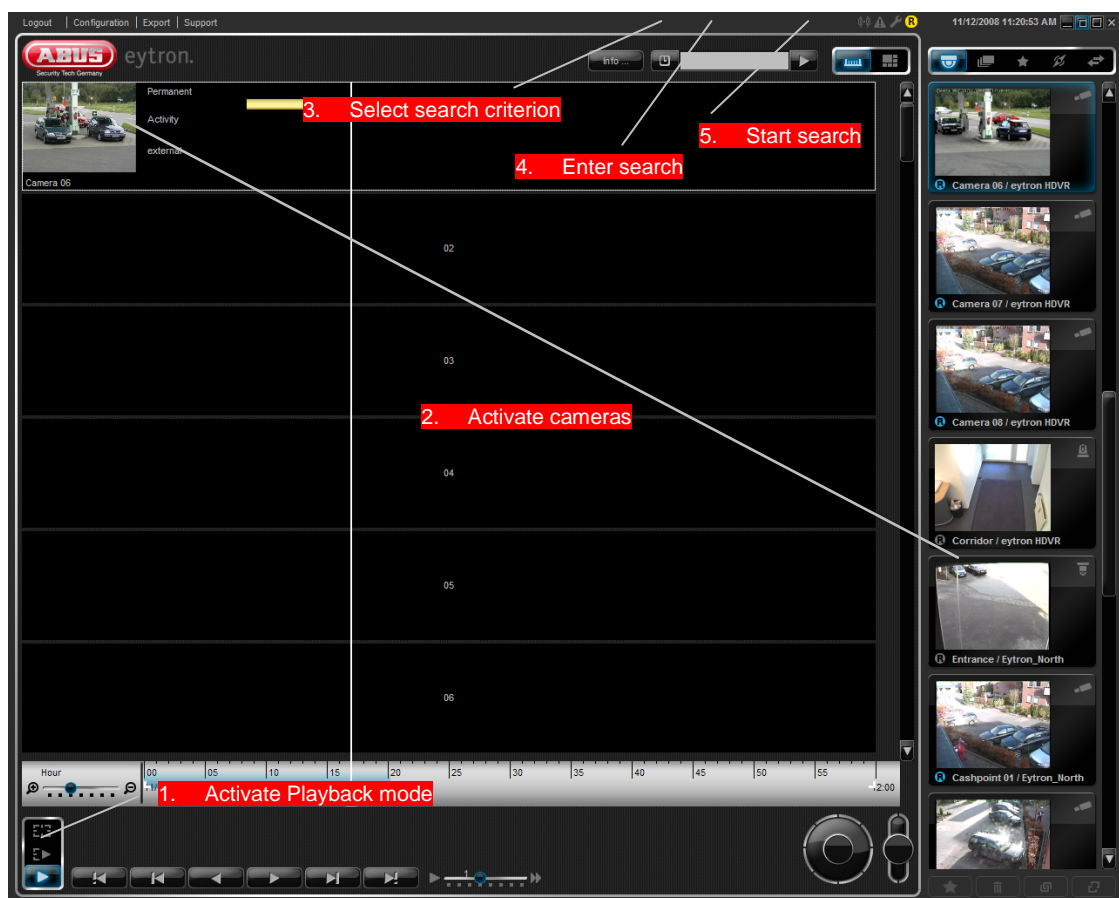 Logout | Configuration | Export | Support
R
11/12/2008 11:20:53 AM
ABUS eytron.
Security Tech Germany
info ...
Permanent
3. Select search criterion
Activity
5. Start search
external
4. Enter search
Camera 06
Camera 06 / eytron HDVR
02
Camera 07 / eytron HDVR
03
2. Activate cameras
Camera 08 / eytron HDVR
04
Corridor / eytron HDVR
05
Entrance / Eytron_North
06
Cashpoint 01 / Eytron_North
Hour
00 05 10 15 20 25 30 35 40 45 50 55
1. Activate Playback mode
12:00
1